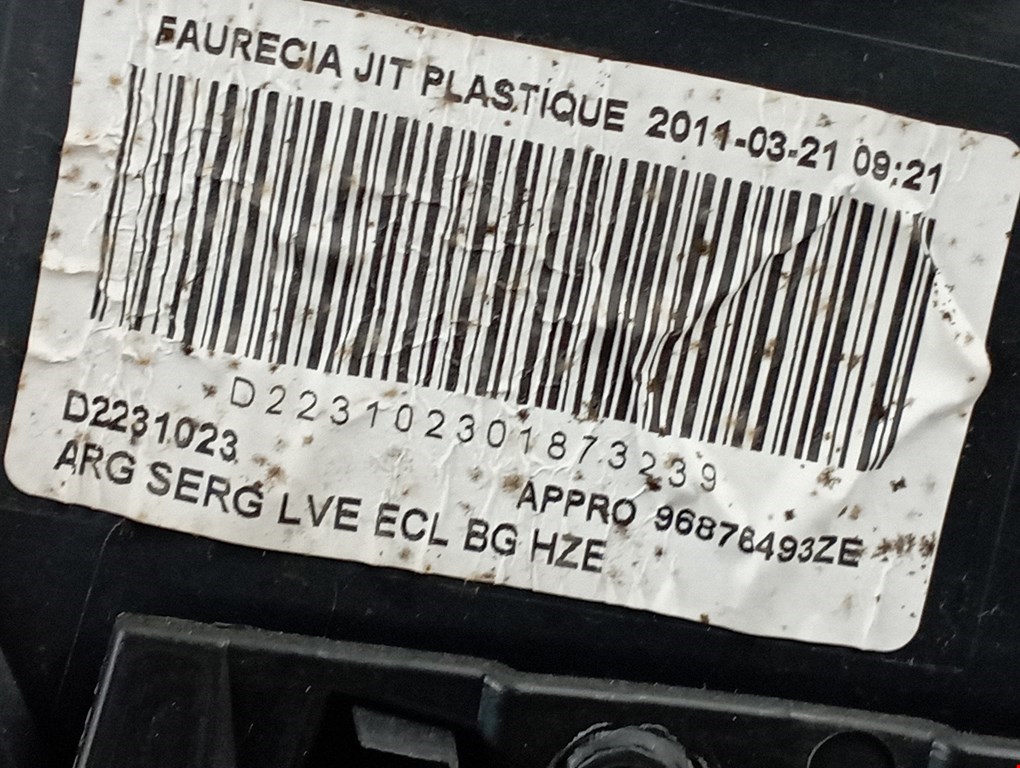 FAURECIA JIT PLASTIQUE 2011-03-21 09:21
D223102301873239
D2231023
APPRO 96876493ZE
ARG SERG LVE ECL BG HZE